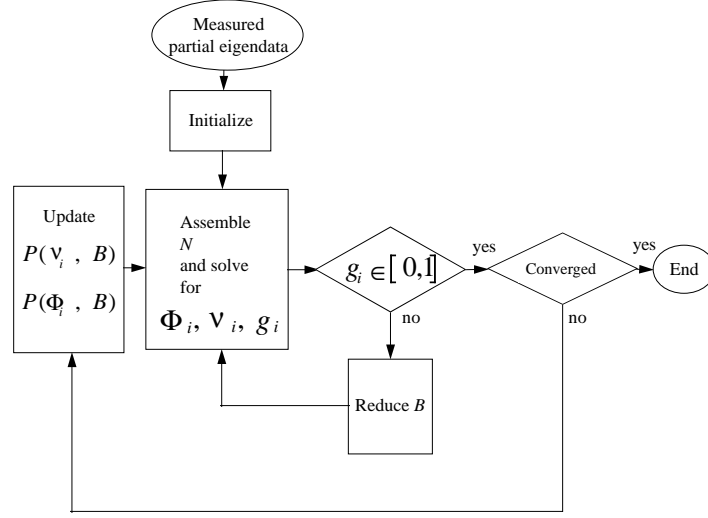 Measured
partial eigendata
Initialize
Update
P(ν_i , B)
P(Φ_i , B)
Assemble
N
and solve
for
Φ_i, ν_i, g_i
g_i ∈ [ 0,1]
yes
no
Converged
yes
no
End
Reduce B